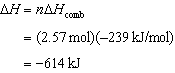 ΔH = nΔH_comb
= (2.57 mol)(−239 kJ/mol)
= −614 kJ